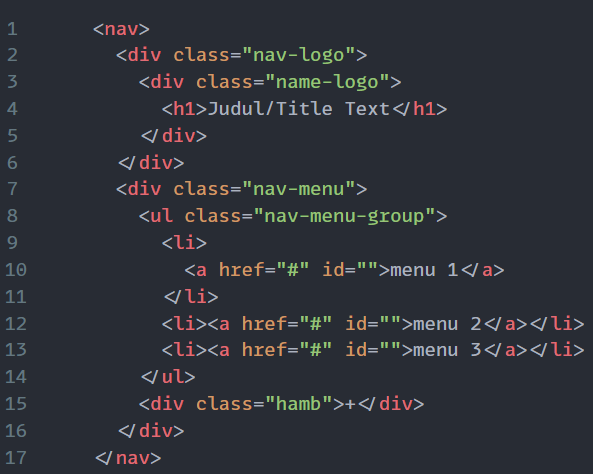 1 <nav>
2 <div class="nav-logo">
3 <div class="name-logo">
4 <h1>Judul/Title Text</h1>
5 </div>
6 </div>
7 <div class="nav-menu">
8 <ul class="nav-menu-group">
9 <li>
10 <a href="#" id="">menu 1</a>
11 </li>
12 <li><a href="#" id="">menu 2</a></li>
13 <li><a href="#" id="">menu 3</a></li>
14 </ul>
15 <div class="hamb">+</div>
16 </div>
17 </nav>